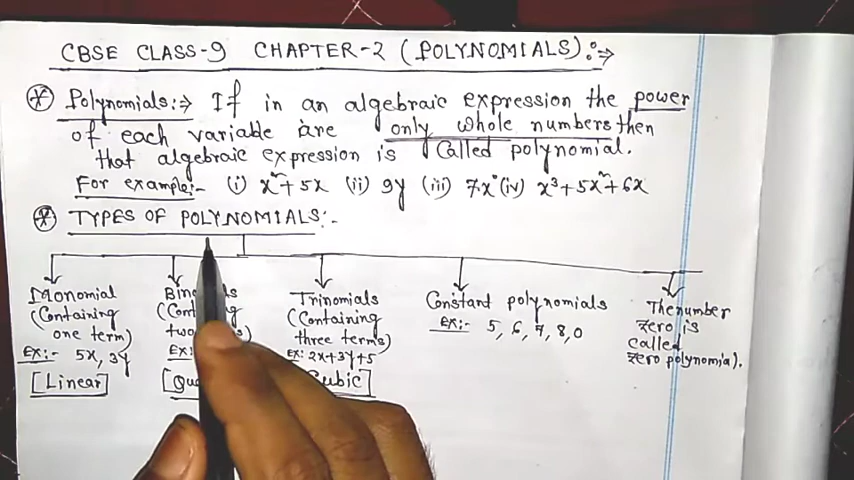 CBSE CLASS-9 CHAPTER-2 (POLYNOMIALS):⇒
Polynomials:⇒ If in an algebraic expression the power
of each variable are only whole numbers then
that algebraic expression is called polynomial.
For example:- (i) x²+5x (ii) 9y (iii) 7x° (iv) x³+5x²+6x
TYPES OF POLYNOMIALS:-
Monomial
(Containing
one term)
EX:- 5x, 3y
[Linear]
Trinomials
(Containing
three terms)
EX: 2x+3y+5
Constant polynomials
EX:- 5, 6, 7, 8, 0
The number
zero is
called
zero polynomial).